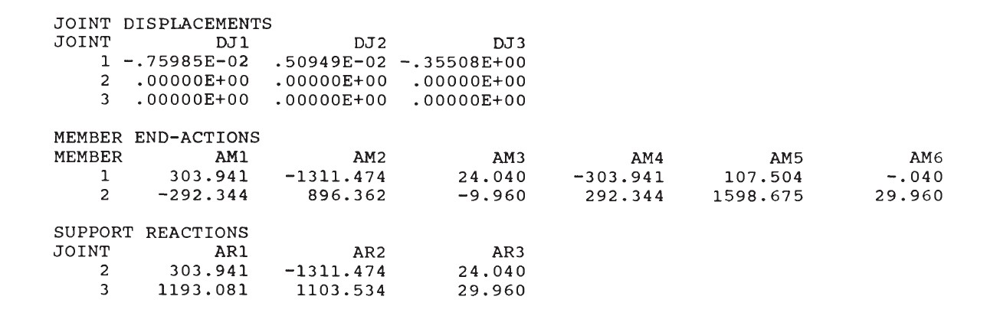 JOINT DISPLACEMENTS
JOINT DJ1 DJ2 DJ3
1 -.75985E-02 .50949E-02 -.35508E+00
2 .00000E+00 .00000E+00 .00000E+00
3 .00000E+00 .00000E+00 .00000E+00
MEMBER END-ACTIONS
MEMBER AM1 AM2 AM3 AM4 AM5 AM6
1 303.941 -1311.474 24.040 -303.941 107.504 -.040
2 -292.344 896.362 -9.960 292.344 1598.675 29.960
SUPPORT REACTIONS
JOINT AR1 AR2 AR3
2 303.941 -1311.474 24.040
3 1193.081 1103.534 29.960